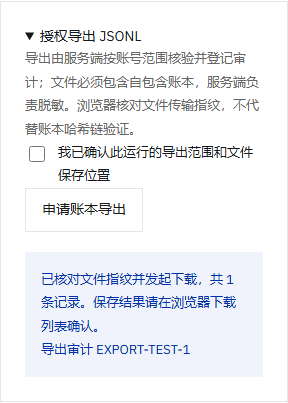 ▼ 授权导出 JSONL
导出由服务端按账号范围核验并登记审
计；文件必须包含自包含账本，服务端负
责脱敏。浏览器核对文件传输指纹，不代
替账本哈希链验证。
我已确认此运行的导出范围和文件
保存位置
申请账本导出
已核对文件指纹并发起下载，共 1
条记录。保存结果请在浏览器下载
列表确认。
导出审计 EXPORT-TEST-1